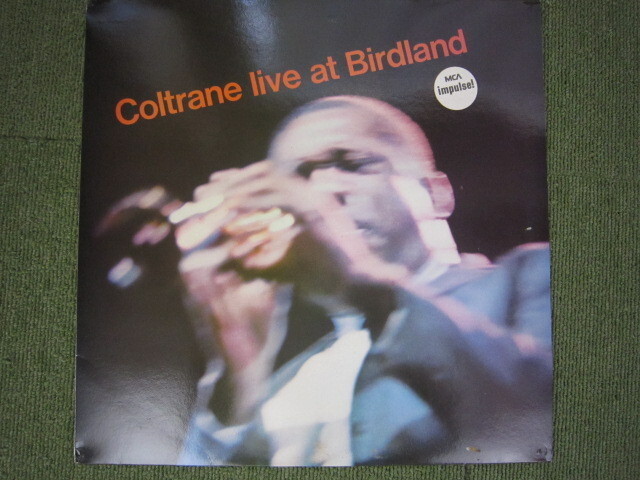 Coltrane live at Birdland
MCA
impulse!